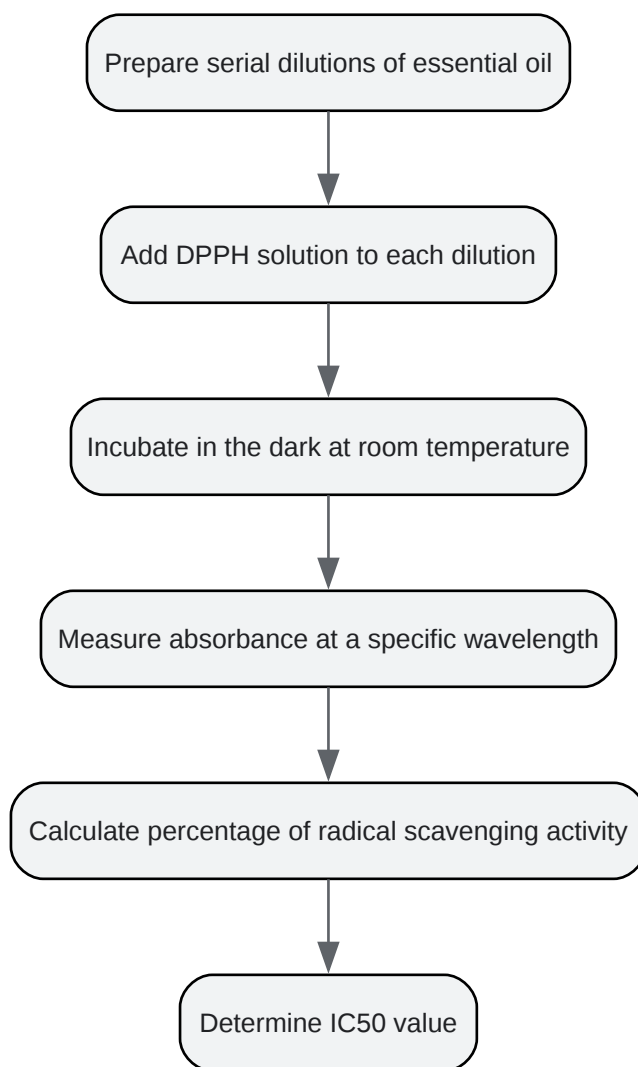 Prepare serial dilutions of essential oil
Add DPPH solution to each dilution
Incubate in the dark at room temperature
Measure absorbance at a specific wavelength
Calculate percentage of radical scavenging activity
Determine IC50 value